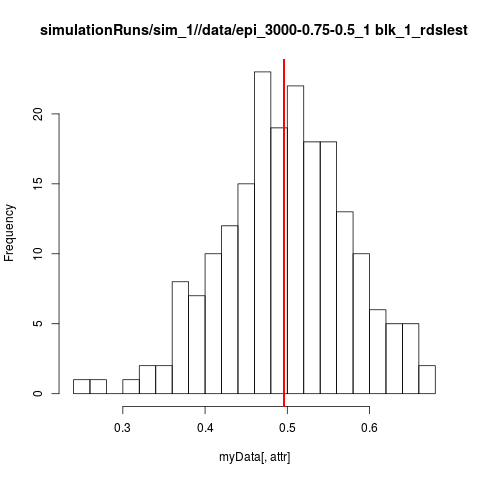 simulationRuns/sim_1//data/epi_3000-0.75-0.5_1 blk_1_rdslest
Frequency
20
15
10
5
0
0.3 0.4 0.5 0.6
myData[, attr]